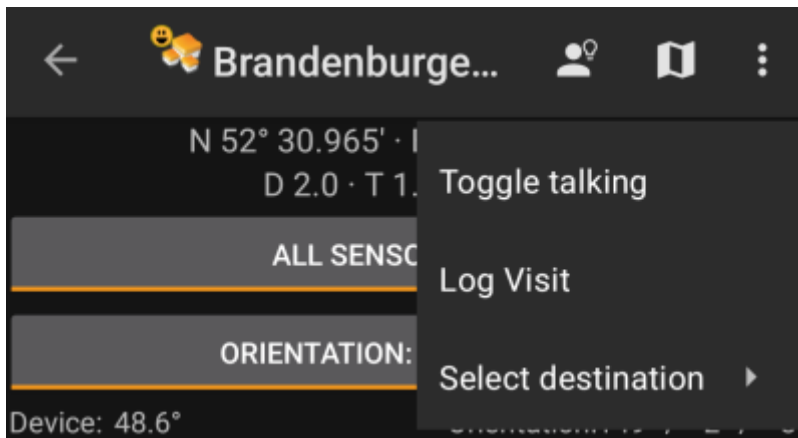 Brandenburge...
N 52° 30.965' ·
D 2.0 · T 1.
Toggle talking
ALL SENSO
Log Visit
ORIENTATION:
Select destination
Device: 48.6°